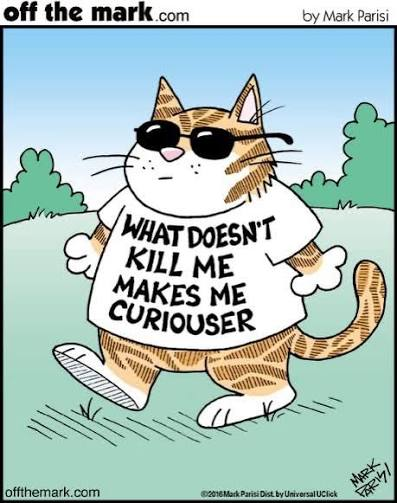 off the mark.com by Mark Parisi
WHAT DOESN'T
KILL ME
MAKES ME
CURIOUSER
MARK
PARISI
offthemark.com ©2016 Mark Parisi Dist. by Universal UClick